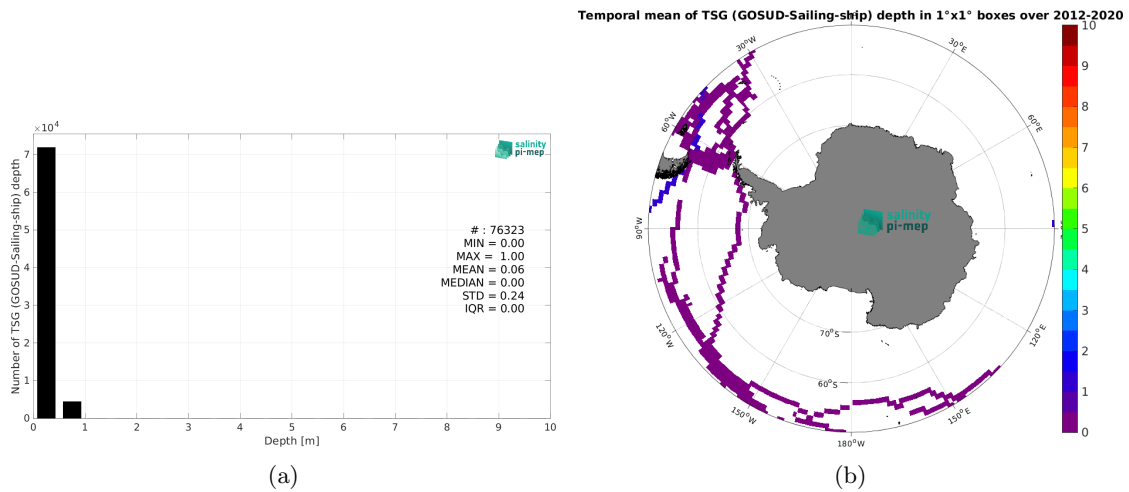 ×10^4
7
6
5
4
3
2
1
0
Number of TSG (GOSUD-Sailing-ship) depth
salinity
pi-mep
# : 76323
MIN = 0.00
MAX = 1.00
MEAN = 0.06
MEDIAN = 0.00
STD = 0.24
IQR = 0.00
0 1 2 3 4 5 6 7 8 9 10
Depth [m]
(a)
Temporal mean of TSG (GOSUD-Sailing-ship) depth in 1°x1° boxes over 2012-2020
30°W
30°E
60°W
60°E
90°W
salinity
pi-mep
120°W
120°E
70°S
60°S
150°W
150°E
180°W
10
9
8
7
6
5
4
3
2
1
0
(b)